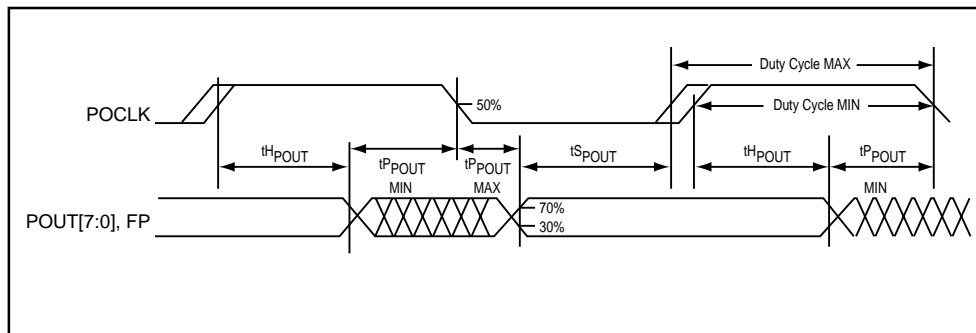 Duty Cycle MAX
POCLK
50%
Duty Cycle MIN
tHPOUT
tPPOUT
tPPOUT
tSPOUT
tHPOUT
tPPOUT
MIN
MAX
MIN
POUT[7:0], FP
70%
30%